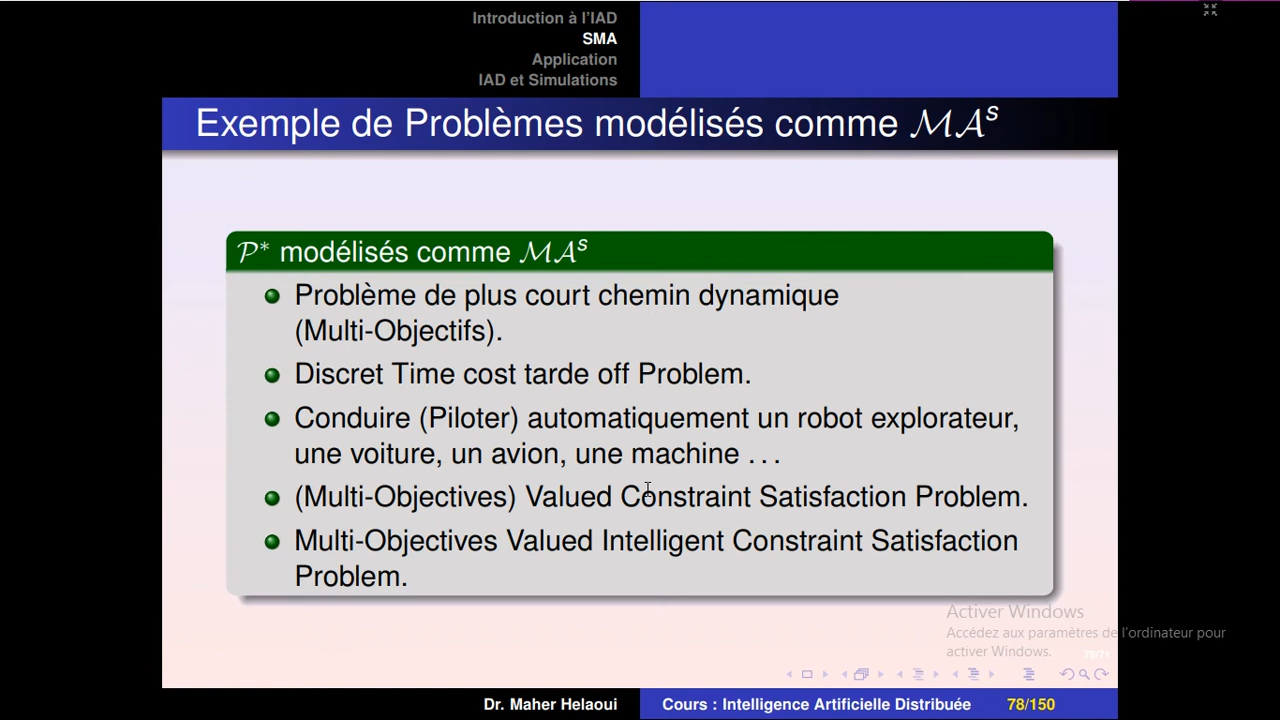 Introduction à l'IAD
SMA
Application
IAD et Simulations
Exemple de Problèmes modélisés comme MAˢ
P* modélisés comme MAˢ
Problème de plus court chemin dynamique
(Multi-Objectifs).
Discret Time cost tarde off Problem.
Conduire (Piloter) automatiquement un robot explorateur,
une voiture, un avion, une machine ...
(Multi-Objectives) Valued Constraint Satisfaction Problem.
Multi-Objectives Valued Intelligent Constraint Satisfaction
Problem.
Activer Windows
Accédez aux paramètres de l'ordinateur pour
activer Windows.
Dr. Maher Helaoui
Cours : Intelligence Artificielle Distribuée
78/150